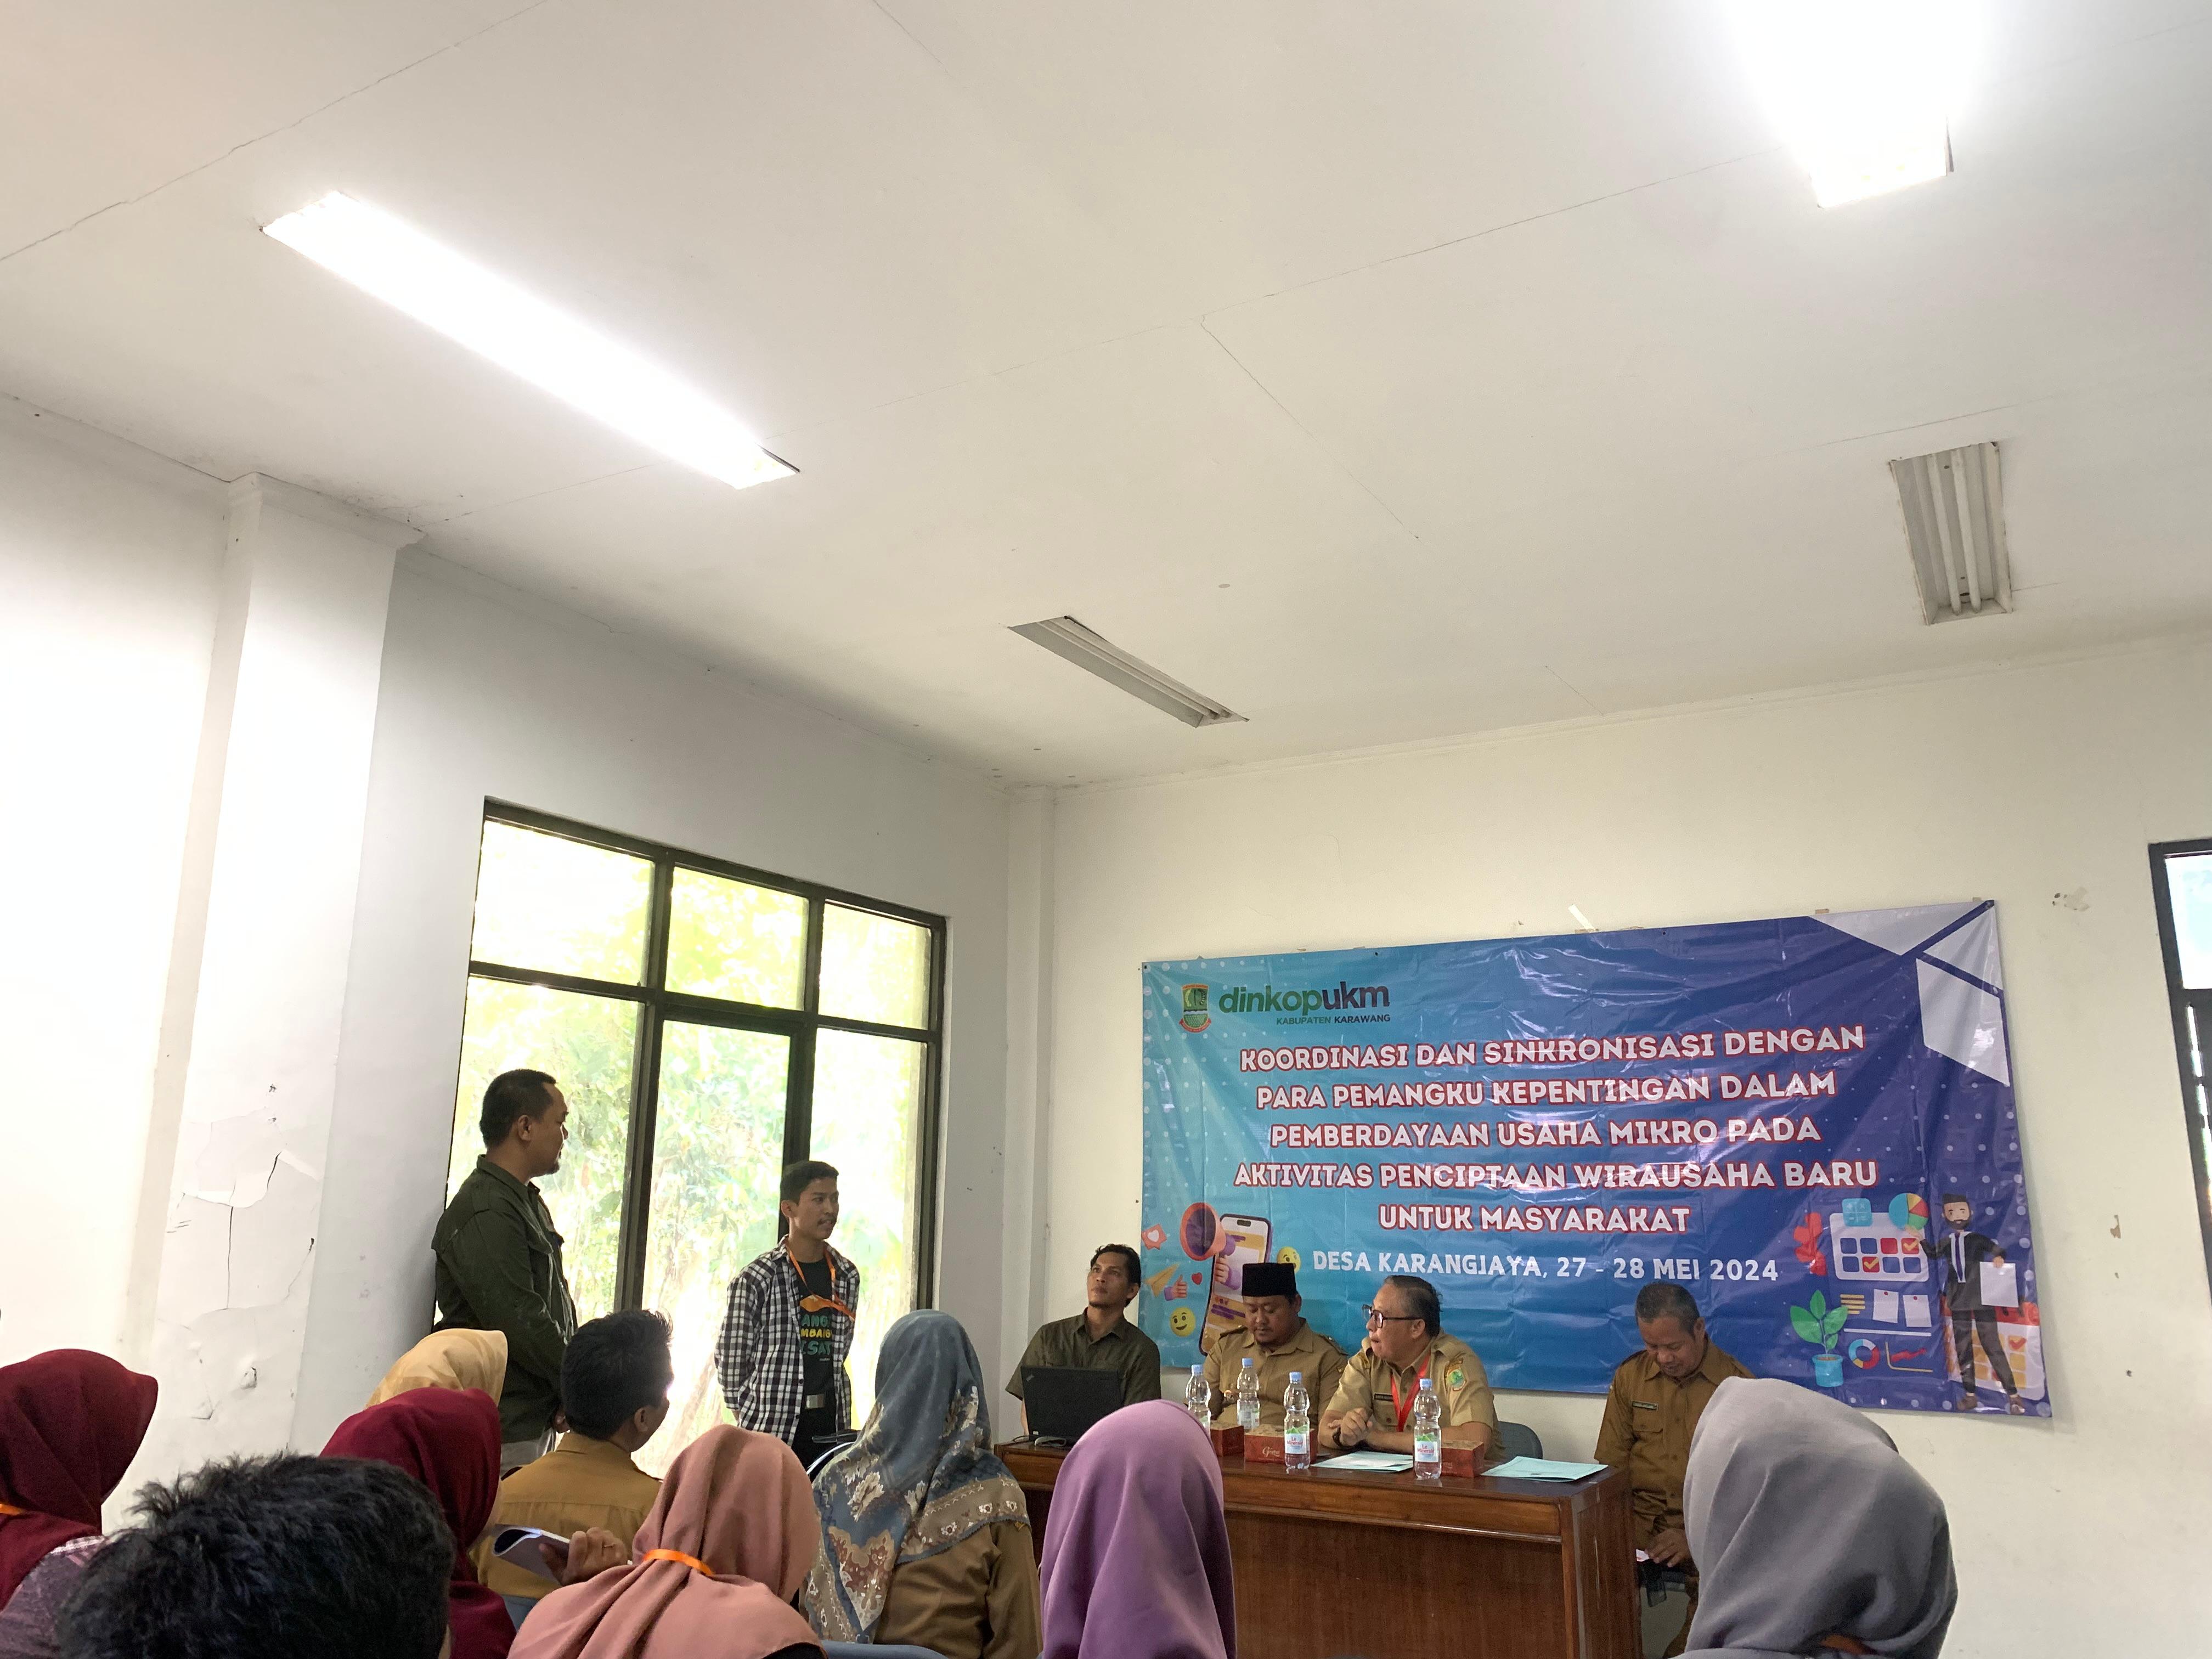 dinkopukm
KABUPATEN KARAWANG
KOORDINASI DAN SINKRONISASI DENGAN
PARA PEMANGKU KEPENTINGAN DALAM
PEMBERDAYAAN USAHA MIKRO PADA
AKTIVITAS PENCIPTAAN WIRAUSAHA BARU
UNTUK MASYARAKAT
DESA KARANGJAYA, 27 - 28 MEI 2024